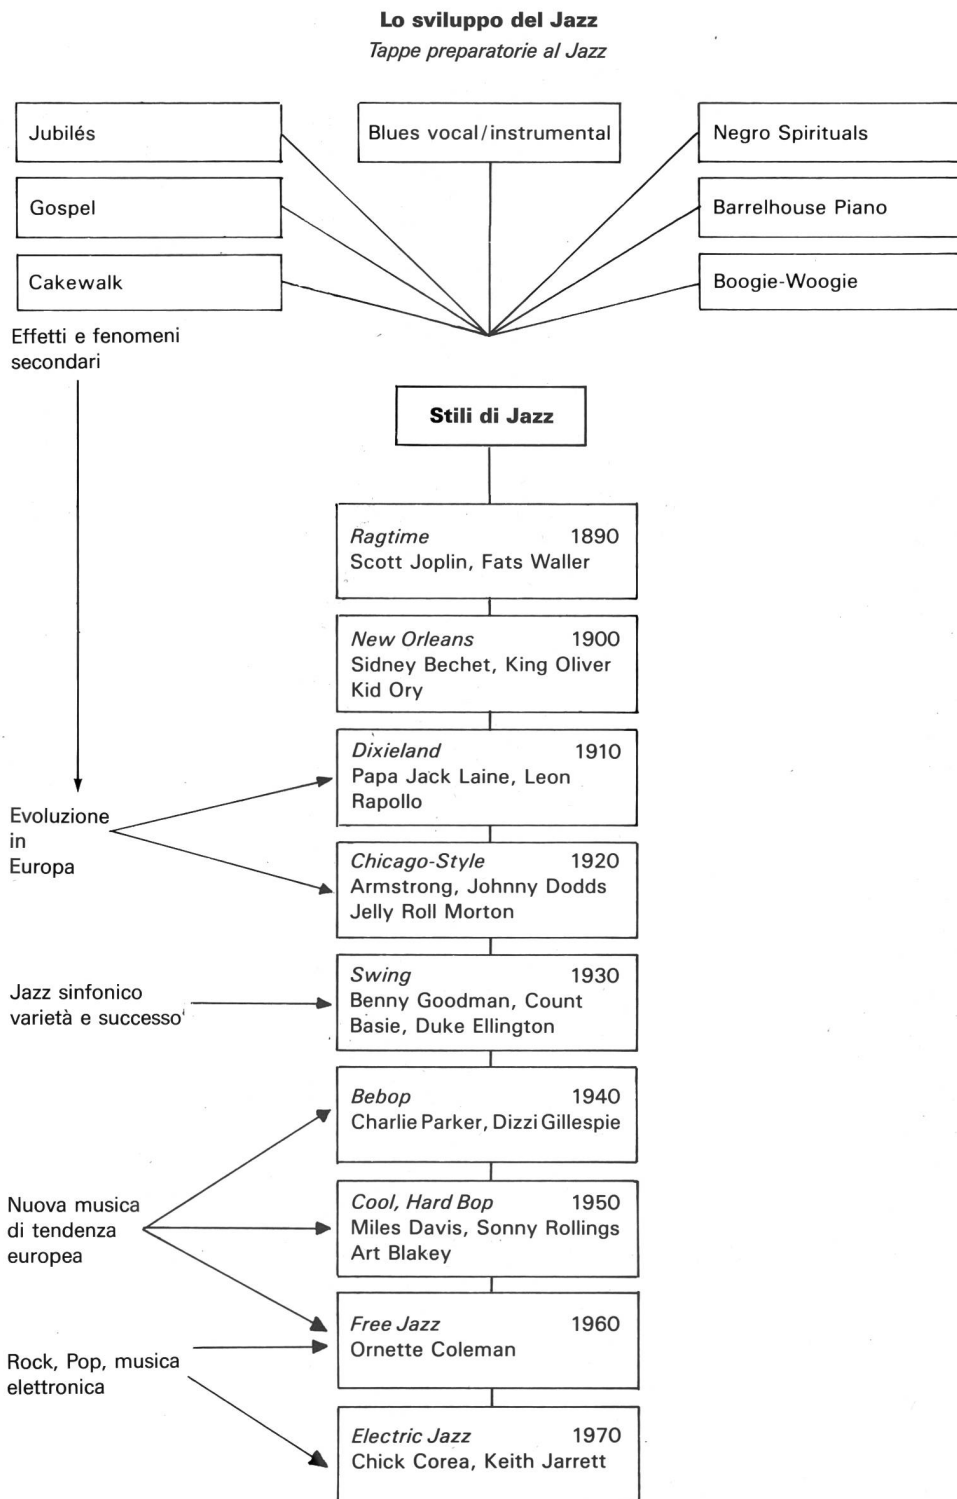 Lo sviluppo del Jazz
Tappe preparatorie al Jazz
Jubilés
Blues vocal/instrumental
Negro Spirituals
Gospel
Barrelhouse Piano
Cakewalk
Boogie-Woogie
Effetti e fenomeni
secondari
Stili di Jazz
Ragtime 1890
Scott Joplin, Fats Waller
New Orleans 1900
Sidney Bechet, King Oliver
Kid Ory
Dixieland 1910
Papa Jack Laine, Leon
Rapollo
Evoluzione
in
Europa
Chicago-Style 1920
Armstrong, Johnny Dodds
Jelly Roll Morton
Jazz sinfonico
varietà e successo
Swing 1930
Benny Goodman, Count
Basie, Duke Ellington
Bebop 1940
Charlie Parker, Dizzi Gillespie
Nuova musica
di tendenza
europea
Cool, Hard Bop 1950
Miles Davis, Sonny Rollings
Art Blakey
Free Jazz 1960
Ornette Coleman
Rock, Pop, musica
elettronica
Electric Jazz 1970
Chick Corea, Keith Jarrett